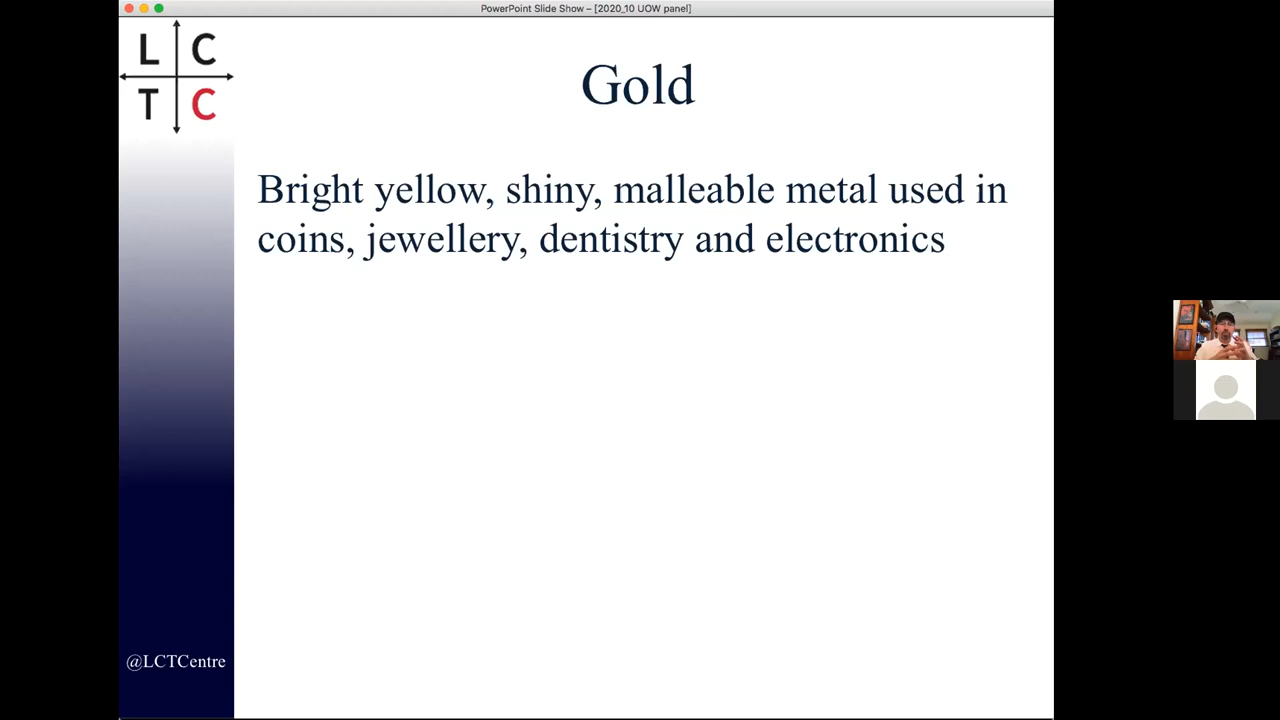 PowerPoint Slide Show – [2020_10 UOW panel]
L C
T C
Gold
Bright yellow, shiny, malleable metal used in
coins, jewellery, dentistry and electronics
@LCTCentre